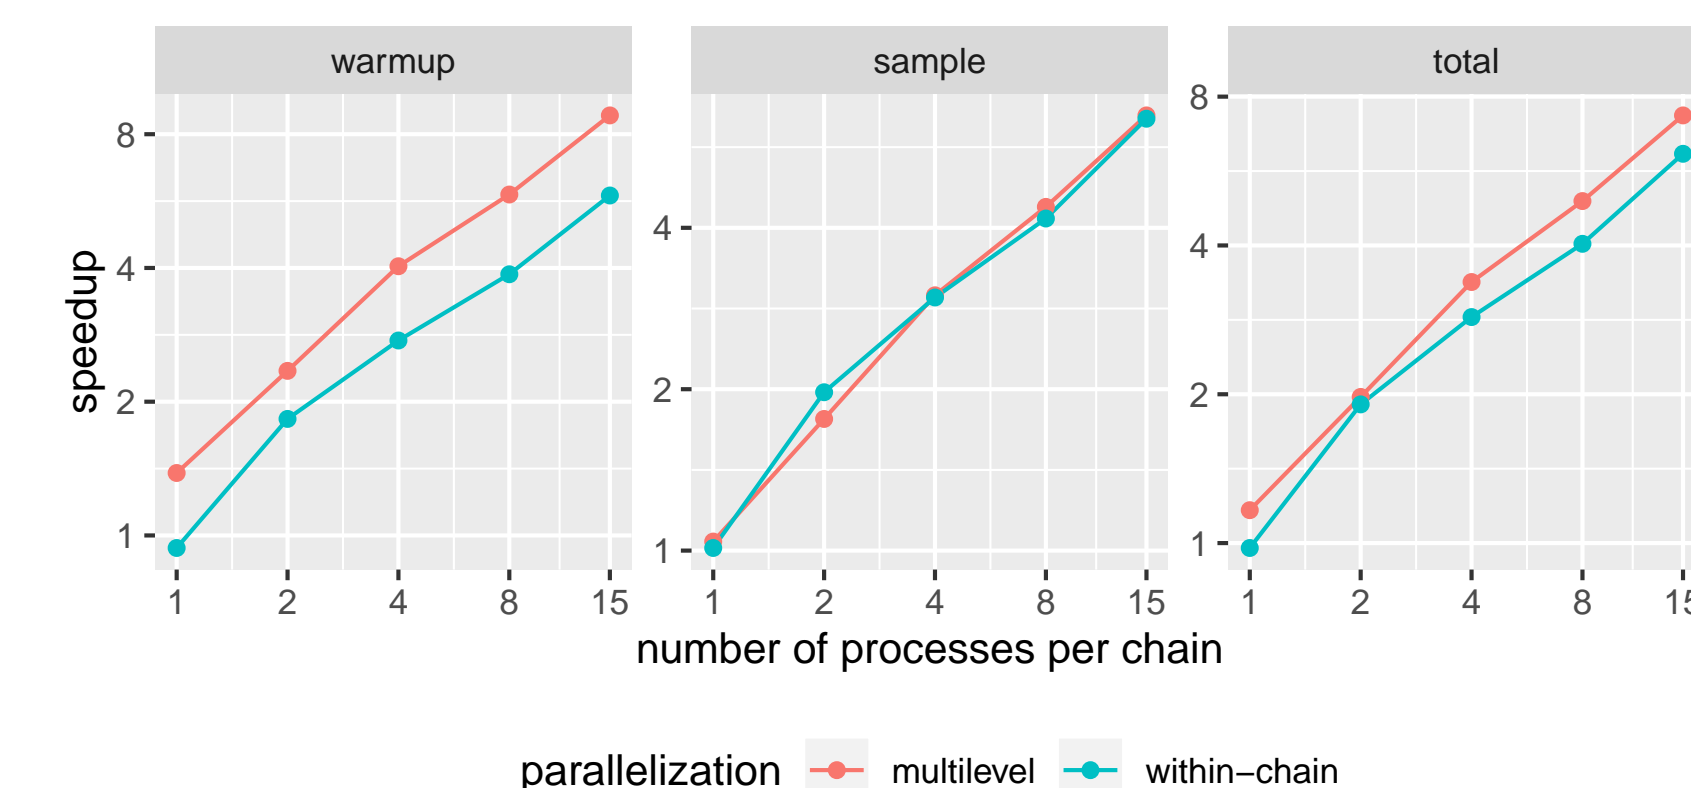 warmup sample total
8 8
4 4 4
2 2 2
1 1 1
speedup
1 2 4 8 15 1 2 4 8 15 1 2 4 8 15
number of processes per chain
parallelization multilevel within−chain